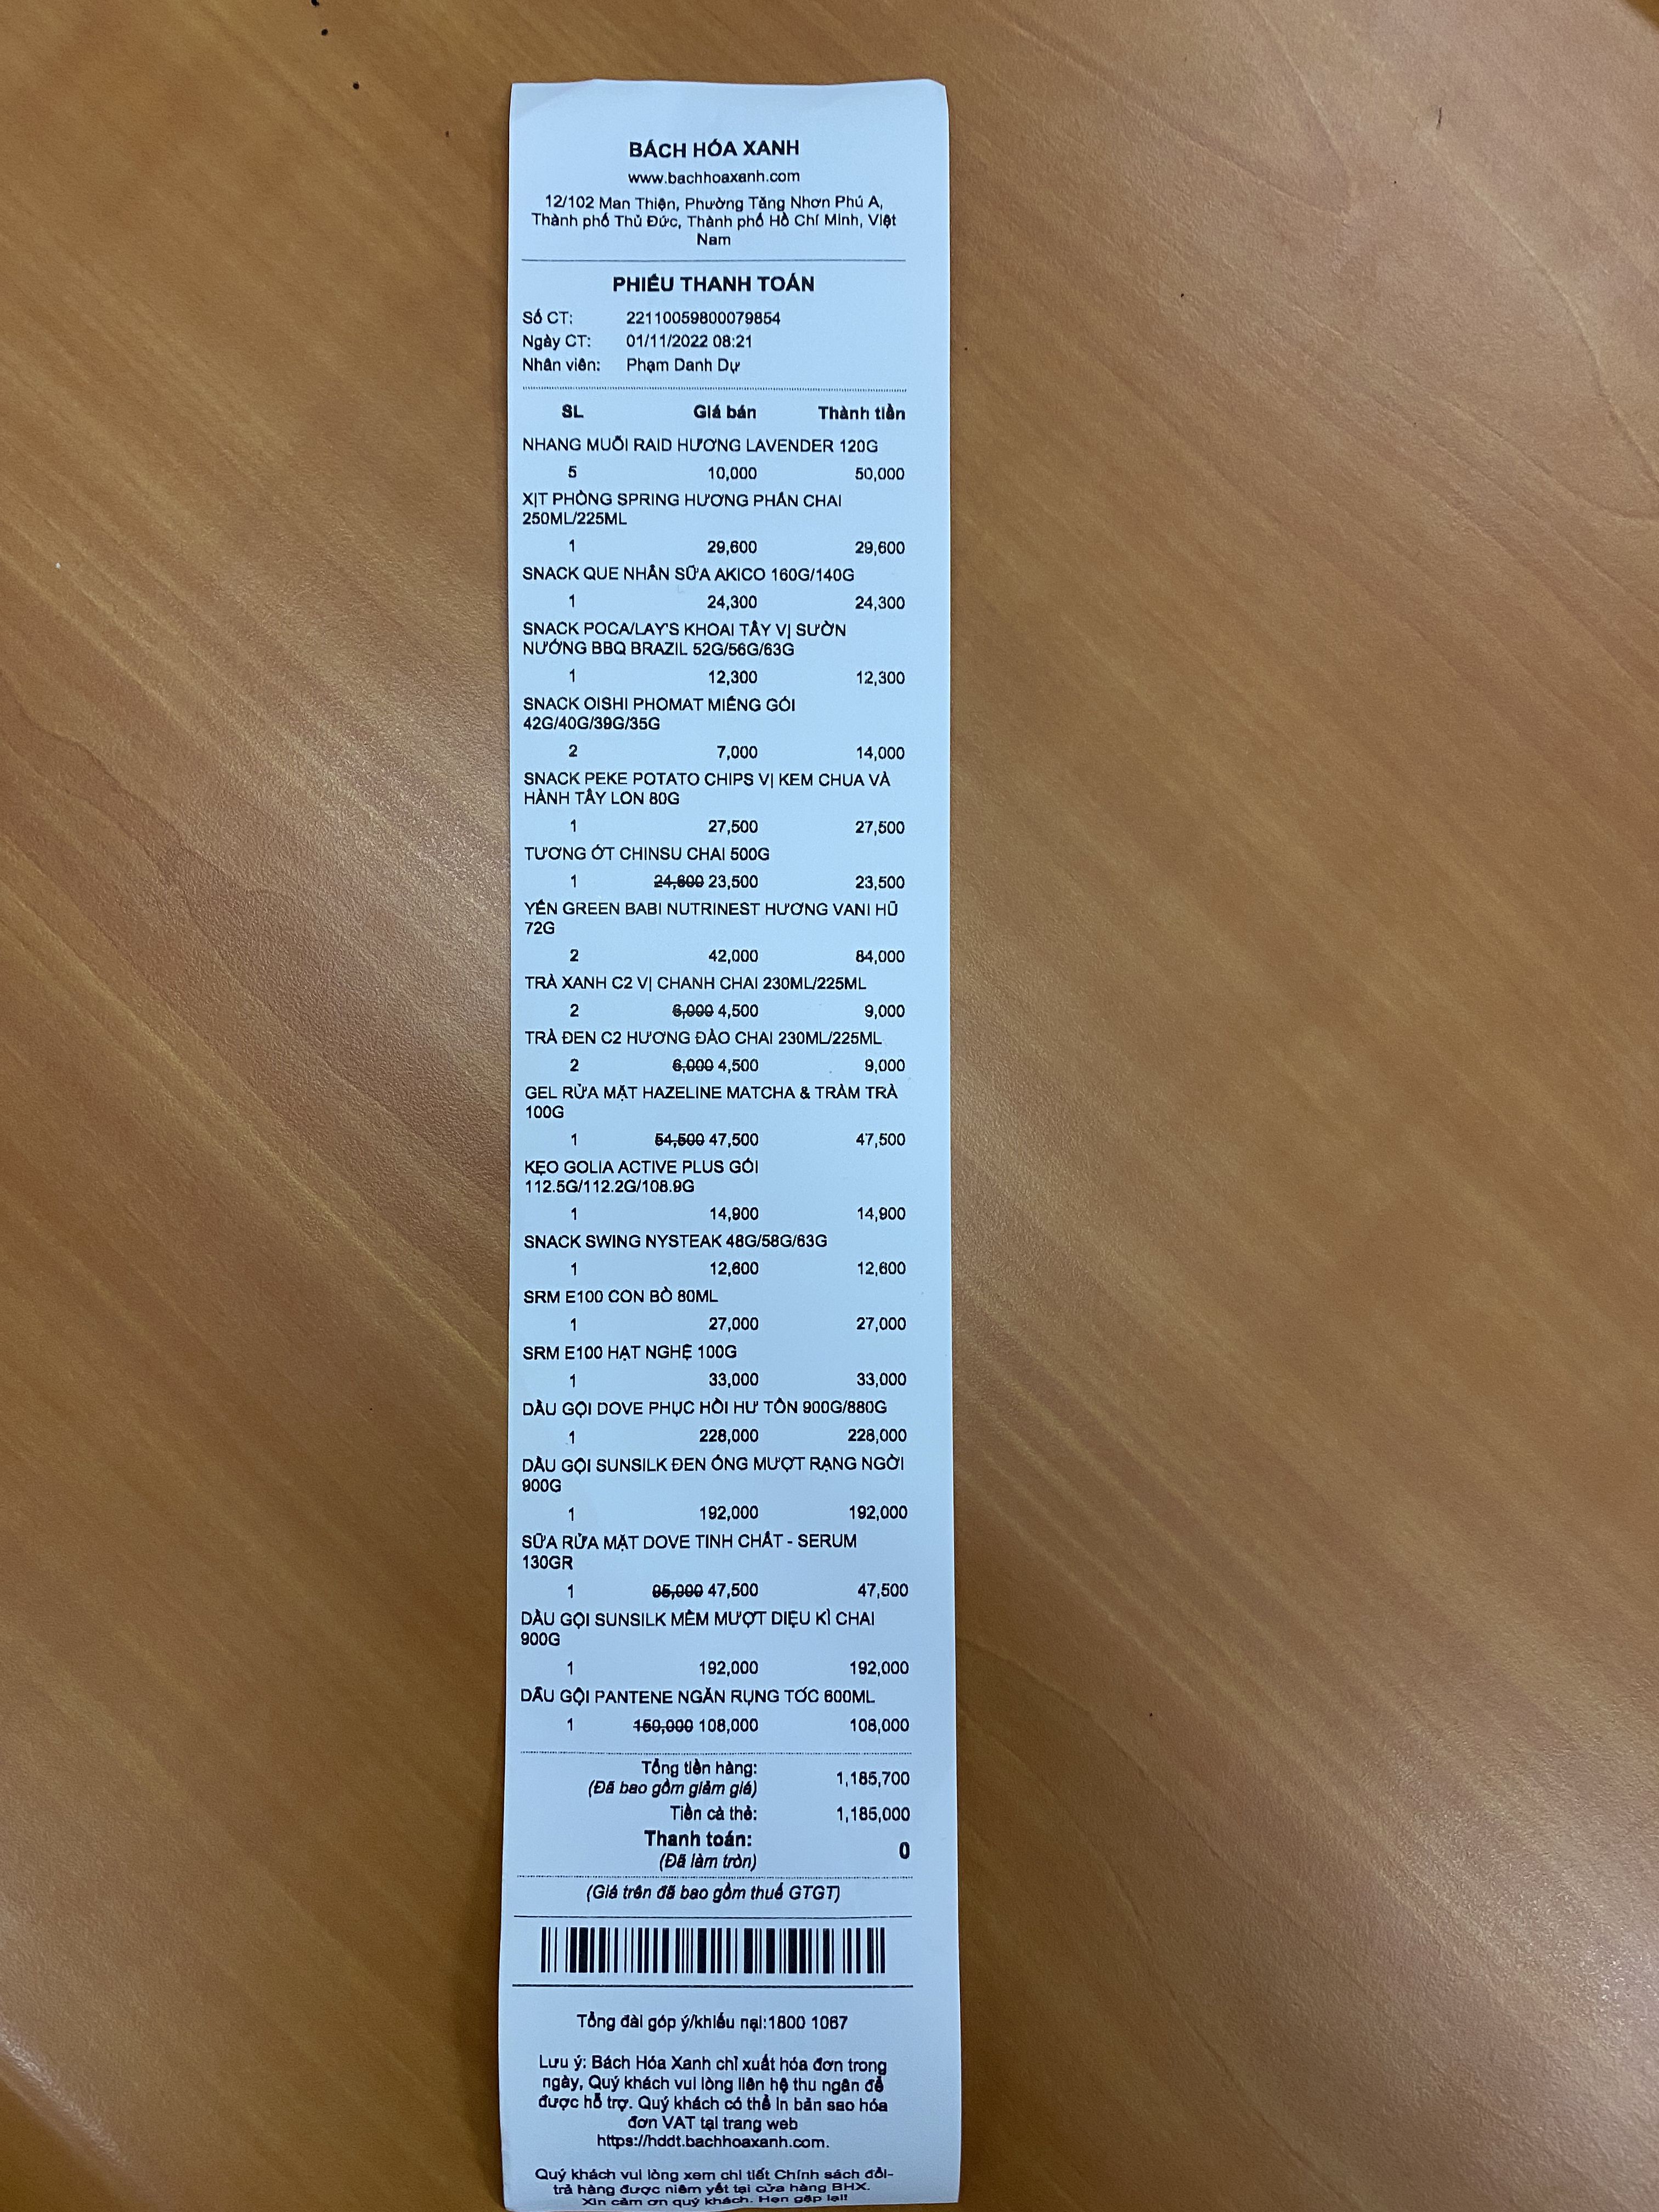 BÁCH HÓA XANH
www.bachhoaxanh.com
12/102 Man Thiện, Phường Tăng Nhơn Phú A,
Thành phố Thủ Đức, Thành phố Hồ Chí Minh, Việt
Nam
PHIẾU THANH TOÁN
Số CT: 22110059800079854
Ngày CT: 01/11/2022 08:21
Nhân viên: Phạm Danh Dự
SL Giá bán Thành tiền
NHANG MUỖI RAID HƯƠNG LAVENDER 120G
5 10,000 50,000
XỊT PHÒNG SPRING HƯƠNG PHẤN CHAI
250ML/225ML
1 29,600 29,600
SNACK QUE NHÂN SỮA AKICO 160G/140G
1 24,300 24,300
SNACK POCA/LAY'S KHOAI TÂY VỊ SƯỜN
NƯỚNG BBQ BRAZIL 52G/56G/63G
1 12,300 12,300
SNACK OISHI PHOMAT MIẾNG GÓI
42G/40G/39G/35G
2 7,000 14,000
SNACK PEKE POTATO CHIPS VỊ KEM CHUA VÀ
HÀNH TÂY LON 80G
1 27,500 27,500
TƯƠNG ỚT CHINSU CHAI 500G
1 24,600 23,500 23,500
YẾN GREEN BABI NUTRINEST HƯƠNG VANI HŨ
72G
2 42,000 84,000
TRÀ XANH C2 VỊ CHANH CHAI 230ML/225ML
2 6,000 4,500 9,000
TRÀ ĐEN C2 HƯƠNG ĐÀO CHAI 230ML/225ML
2 6,000 4,500 9,000
GEL RỬA MẶT HAZELINE MATCHA & TRÀM TRÀ
100G
1 54,500 47,500 47,500
KẸO GOLIA ACTIVE PLUS GÓI
112.5G/112.2G/108.9G
1 14,900 14,900
SNACK SWING NYSTEAK 48G/58G/63G
1 12,600 12,600
SRM E100 CON BÒ 80ML
1 27,000 27,000
SRM E100 HẠT NGHỆ 100G
1 33,000 33,000
DẦU GỘI DOVE PHỤC HỒI HƯ TỔN 900G/880G
1 228,000 228,000
DẦU GỘI SUNSILK ĐEN ÓNG MƯỢT RẠNG NGỜI
900G
1 192,000 192,000
SỮA RỬA MẶT DOVE TINH CHẤT - SERUM
130GR
1 95,000 47,500 47,500
DẦU GỘI SUNSILK MỀM MƯỢT DIỆU KÌ CHAI
900G
1 192,000 192,000
DẦU GỘI PANTENE NGĂN RỤNG TÓC 600ML
1 150,000 108,000 108,000
Tổng tiền hàng: 1,185,700
(Đã bao gồm giảm giá)
Tiền cà thẻ: 1,185,000
Thanh toán: 0
(Đã làm tròn)
(Giá trên đã bao gồm thuế GTGT)
Tổng đài góp ý/khiếu nại:1800 1067
Lưu ý: Bách Hóa Xanh chỉ xuất hóa đơn trong
ngày, Quý khách vui lòng liên hệ thu ngân để
được hỗ trợ. Quý khách có thể in bản sao hóa
đơn VAT tại trang web
https://hddt.bachhoaxanh.com.
Quý khách vui lòng xem chi tiết Chính sách đổi-
trả hàng được niêm yết tại cửa hàng BHX.
Xin cảm ơn quý khách. Hẹn gặp lại!